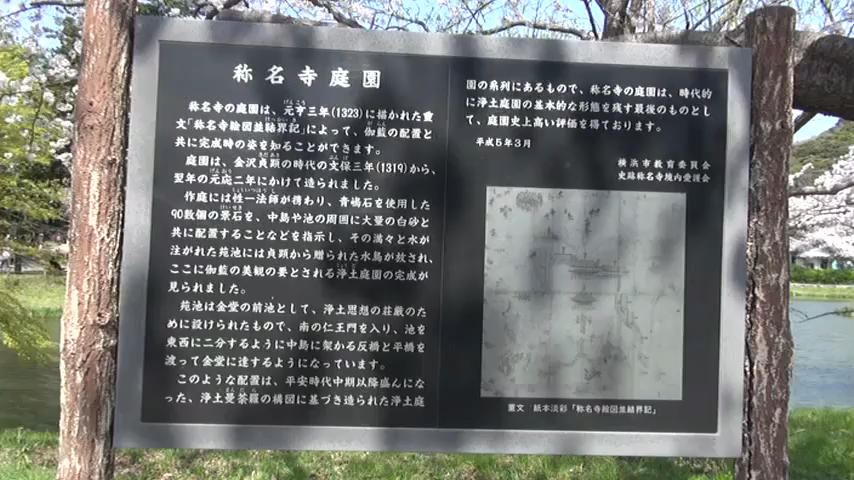 称名寺庭園
称名寺の庭園は、元亨三年(1323)に描かれた重
文「称名寺絵図並結界記」によって、伽藍の配置と
共に完成時の姿を知ることができます。
庭園は、金沢貞顕の時代の文保三年(1319)から、
翌年の元応二年にかけて造られました。
作庭には性一法師が携わり、青嶋石を使用した
90数個の景石を、中島や池の周囲に大量の白砂と
共に配置することなどを指示し、その満々と水が
注がれた苑池には貞顕から贈られた水鳥が放され、
ここに伽藍の美観の要とされる浄土庭園の完成が
見られました。
苑池は金堂の前池として、浄土思想の荘厳のた
めに設けられたもので、南の仁王門を入り、池を
東西に二分するように中島に架かる反橋と平橋を
渡って金堂に達するようになっています。
このような配置は、平安時代中期以降盛んにな
った、浄土曼荼羅の構図に基づき造られた浄土庭
園の系列にあるもので、称名寺の庭園は、時代的
に浄土庭園の基本的な形態を残す最後のものとし
て、庭園史上高い評価を得ております。
平成5年3月
横浜市教育委員会
史跡称名寺境内愛護会
重文 紙本淡彩「称名寺絵図並結界記」